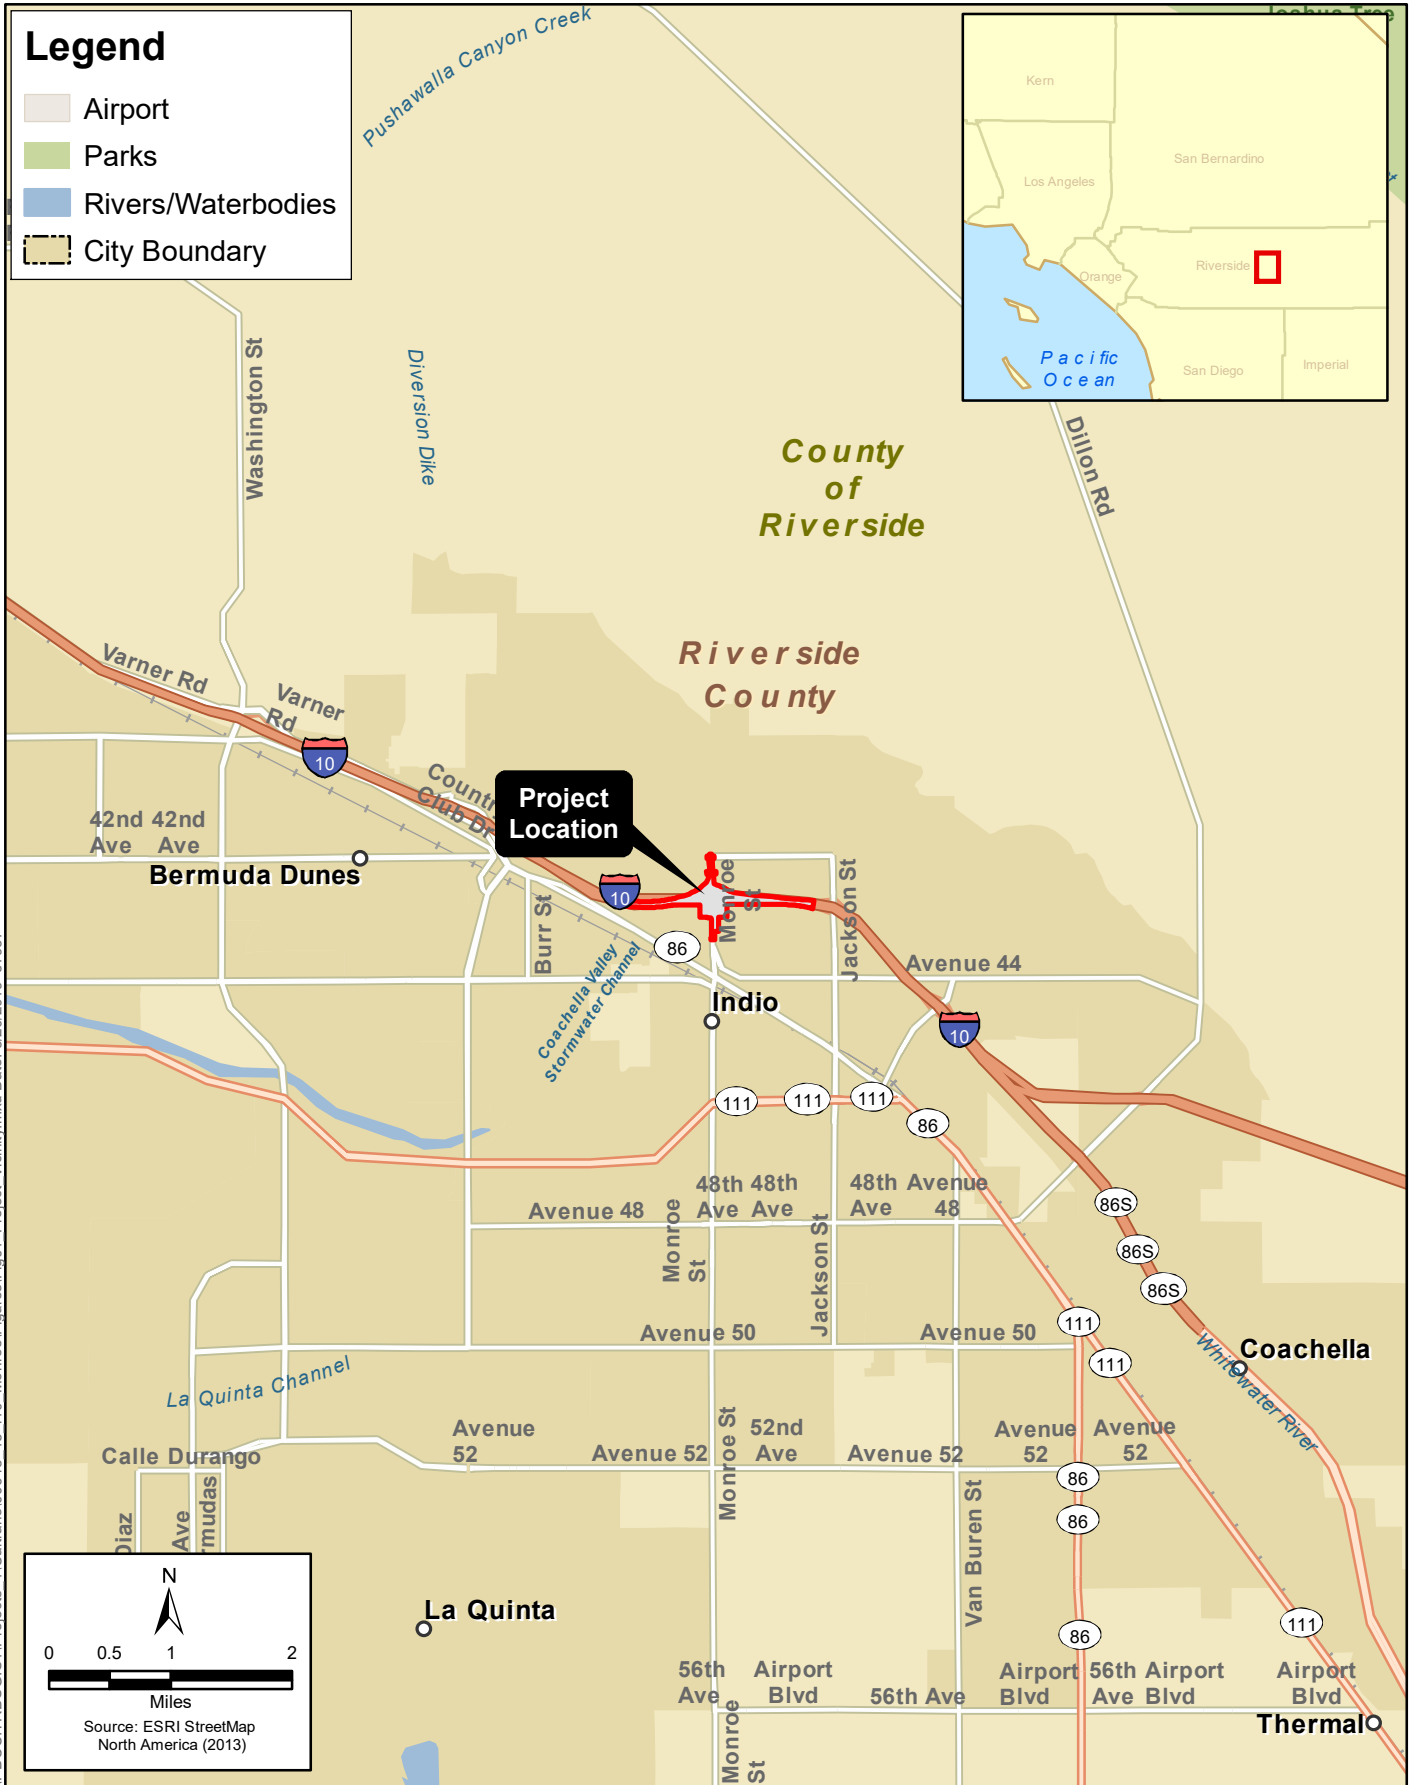 Legend
Airport
Parks
Rivers/Waterbodies
City Boundary
Pushawalla Canyon Creek
Joshua Tree
Kern
San Bernardino
Los Angeles
Riverside
Orange
Pacific
Ocean
San Diego
Imperial
Washington St
Diversion Dike
Dillon Rd
County
of
Riverside
Riverside
County
Varner Rd
Varner
Rd
10
Country
Club Dr
Project
Location
42nd 42nd
Ave Ave
Bermuda Dunes
10
Monroe
St
Jackson St
Burr St
86
Coachella Valley
Stormwater Channel
Avenue 44
Indio
10
111
111
111
86
48th 48th
Ave Ave
48th
Ave
Avenue
48
Avenue 48
Monroe
St
Jackson St
86S
86S
86S
Avenue 50
Avenue 50
111
111
Coachella
Whitewater River
La Quinta Channel
Avenue
52
Avenue 52
Monroe St
52nd
Ave
Avenue 52
Avenue
52
Avenue
52
Calle Durango
86
86
Diaz
Ave
rmudas
Van Buren St
N
0 0.5 1 2
Miles
Source: ESRI StreetMap
North America (2013)
La Quinta
86
111
56th
Ave
Airport
Blvd
56th Ave
Airport
Blvd
56th
Ave
Airport
Blvd
Airport
Blvd
Thermal
Monroe
St